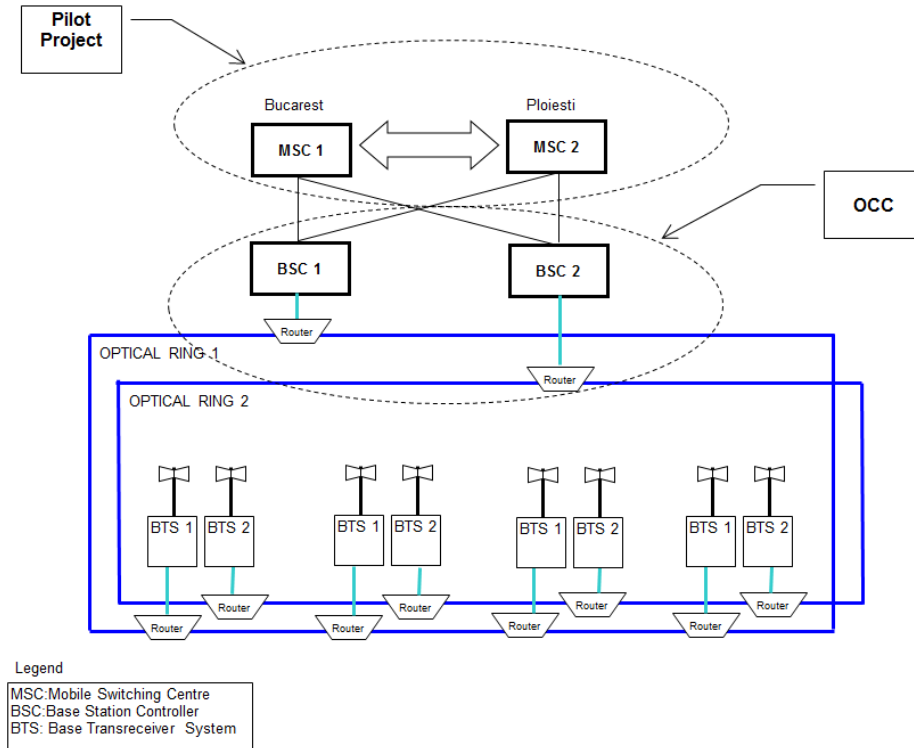 Pilot
Project
Bucarest
Ploiesti
MSC 1
MSC 2
OCC
BSC 1
BSC 2
Router
OPTICAL RING 1
Router
OPTICAL RING 2
BTS 1
BTS 2
BTS 1
BTS 2
BTS 1
BTS 2
BTS 1
BTS 2
Router
Router
Router
Router
Router
Router
Router
Router
Legend
MSC:Mobile Switching Centre
BSC:Base Station Controller
BTS: Base Transreceiver System